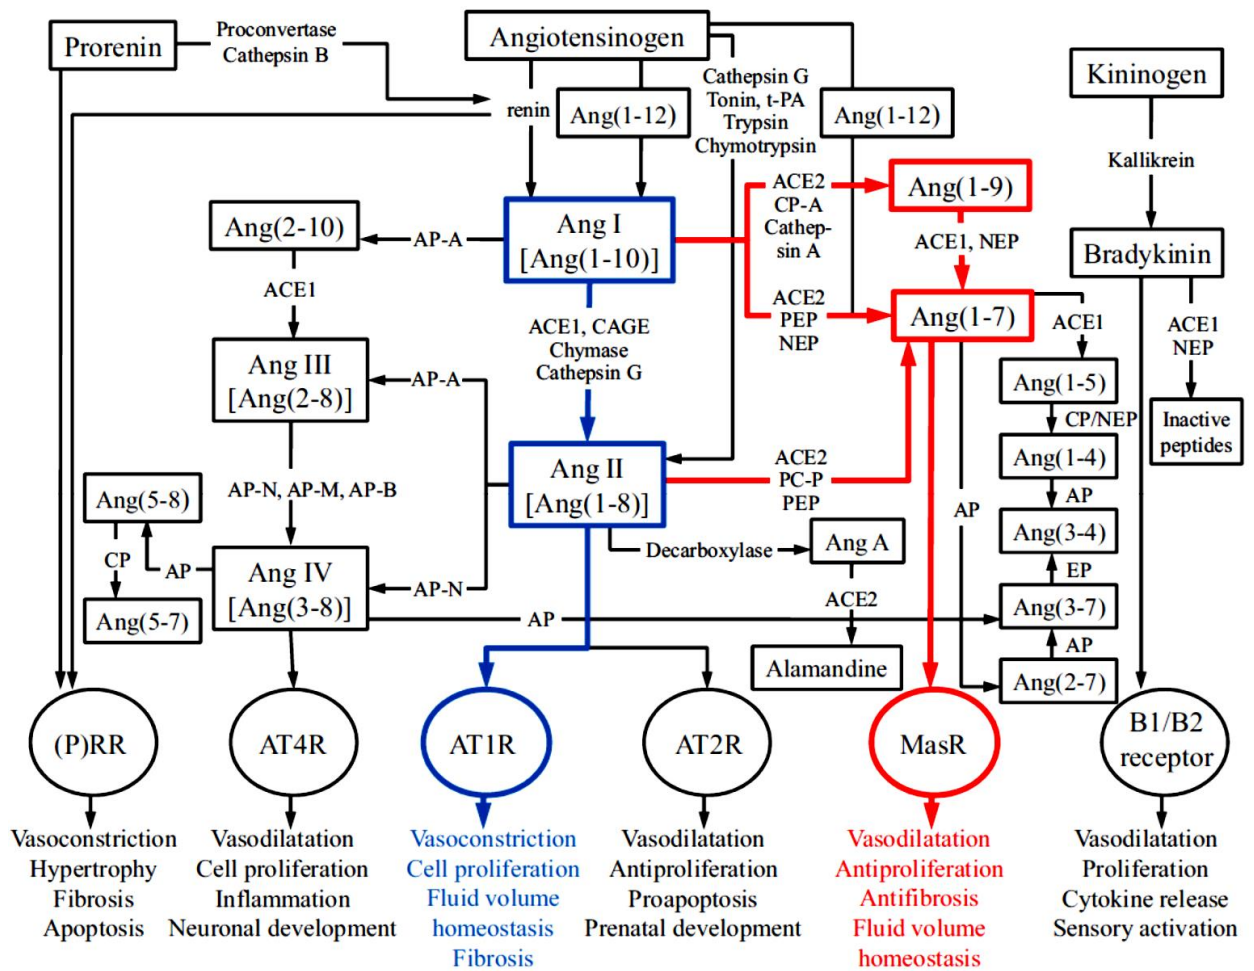 Prorenin
Proconvertase
Cathepsin B
Angiotensinogen
Kininogen
renin
Ang(1-12)
Cathepsin G
Tonin, t-PA
Trypsin
Chymotrypsin
Ang(1-12)
Kallikrein
Ang(2-10)
AP-A
Ang I
[Ang(1-10)]
ACE2
CP-A
Cathep-
sin A
Ang(1-9)
ACE1, NEP
Bradykinin
ACE1
ACE1, CAGE
Chymase
Cathepsin G
ACE2
PEP
NEP
Ang(1-7)
ACE1
ACE1
NEP
Ang III
[Ang(2-8)]
AP-A
Ang(1-5)
CP/NEP
Inactive
peptides
Ang II
[Ang(1-8)]
ACE2
PC-P
PEP
Ang(1-4)
AP
AP-N, AP-M, AP-B
Ang(5-8)
CP
AP
Ang(5-7)
Ang IV
[Ang(3-8)]
AP-N
Decarboxylase
Ang A
ACE2
Alamandine
AP
AP
Ang(3-4)
EP
Ang(3-7)
AP
Ang(2-7)
(P)RR
AT4R
AT1R
AT2R
MasR
B1/B2
receptor
Vasoconstriction
Hypertrophy
Fibrosis
Apoptosis
Vasodilatation
Cell proliferation
Inflammation
Neuronal development
Vasoconstriction
Cell proliferation
Fluid volume
homeostasis
Fibrosis
Vasodilatation
Antiproliferation
Proapoptosis
Prenatal development
Vasodilatation
Antiproliferation
Antifibrosis
Fluid volume
homeostasis
Vasodilatation
Proliferation
Cytokine release
Sensory activation